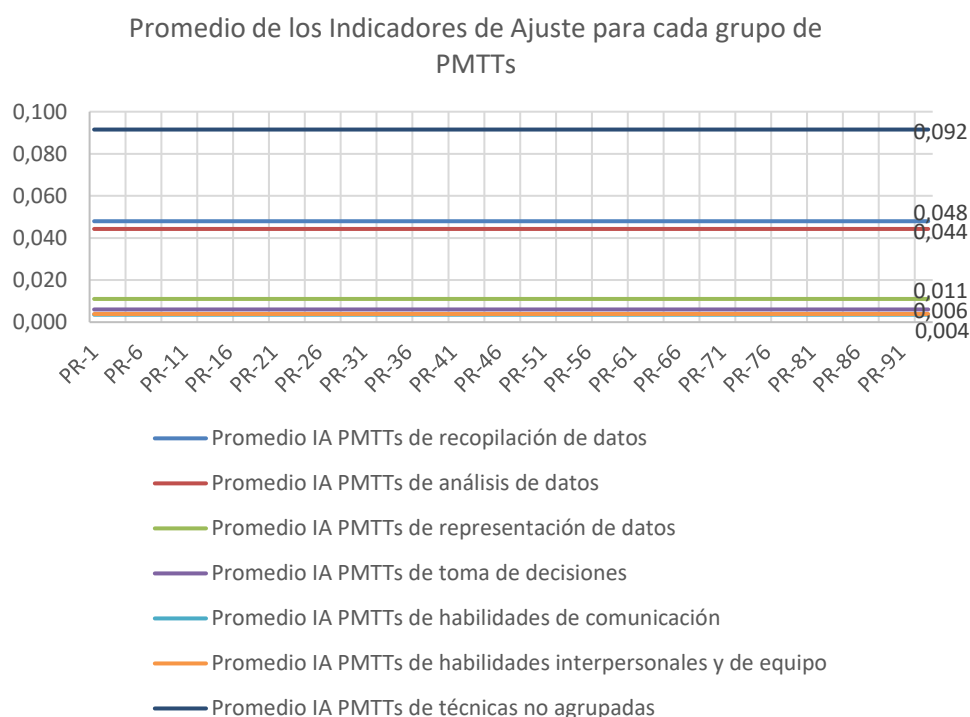 Promedio de los Indicadores de Ajuste para cada grupo de
PMTTs
0,100
0,080
0,060
0,040
0,020
0,000
0,092
0,048
0,044
0,011
0,006
0,004
PR-1 PR-6 PR-11 PR-16 PR-21 PR-26 PR-31 PR-36 PR-41 PR-46 PR-51 PR-56 PR-61 PR-66 PR-71 PR-76 PR-81 PR-86 PR-91
Promedio IA PMTTs de recopilación de datos
Promedio IA PMTTs de análisis de datos
Promedio IA PMTTs de representación de datos
Promedio IA PMTTs de toma de decisiones
Promedio IA PMTTs de habilidades de comunicación
Promedio IA PMTTs de habilidades interpersonales y de equipo
Promedio IA PMTTs de técnicas no agrupadas